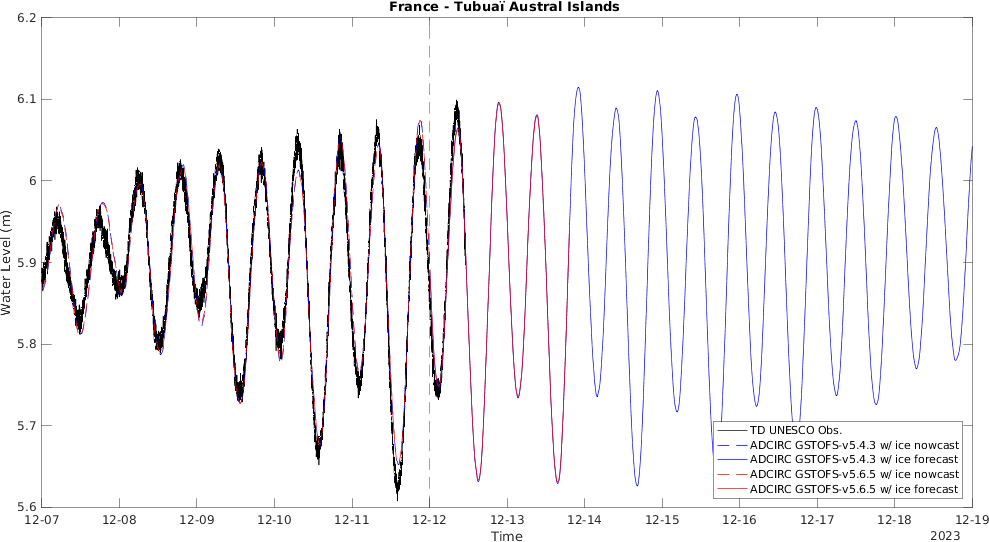 France - Tubuaï Austral Islands
6.2
6.1
6
5.9
5.8
5.7
5.6
Water Level (m)
TD UNESCO Obs.
ADCIRC GSTOFS-v5.4.3 w/ ice nowcast
ADCIRC GSTOFS-v5.4.3 w/ ice forecast
ADCIRC GSTOFS-v5.6.5 w/ ice nowcast
ADCIRC GSTOFS-v5.6.5 w/ ice forecast
12-07 12-08 12-09 12-10 12-11 12-12 12-13 12-14 12-15 12-16 12-17 12-18 12-19
Time
2023